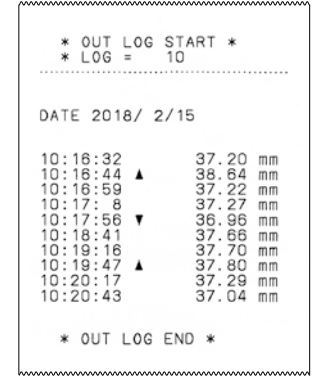 * OUT LOG START *
* LOG = 10
DATE 2018/ 2/15
10:16:32 37.20 mm
10:16:44 ▲ 38.64 mm
10:16:59 37.22 mm
10:17: 8 37.27 mm
10:17:56 ▼ 36.96 mm
10:18:41 37.66 mm
10:19:16 37.70 mm
10:19:47 ▲ 37.80 mm
10:20:17 37.29 mm
10:20:43 37.04 mm
* OUT LOG END *